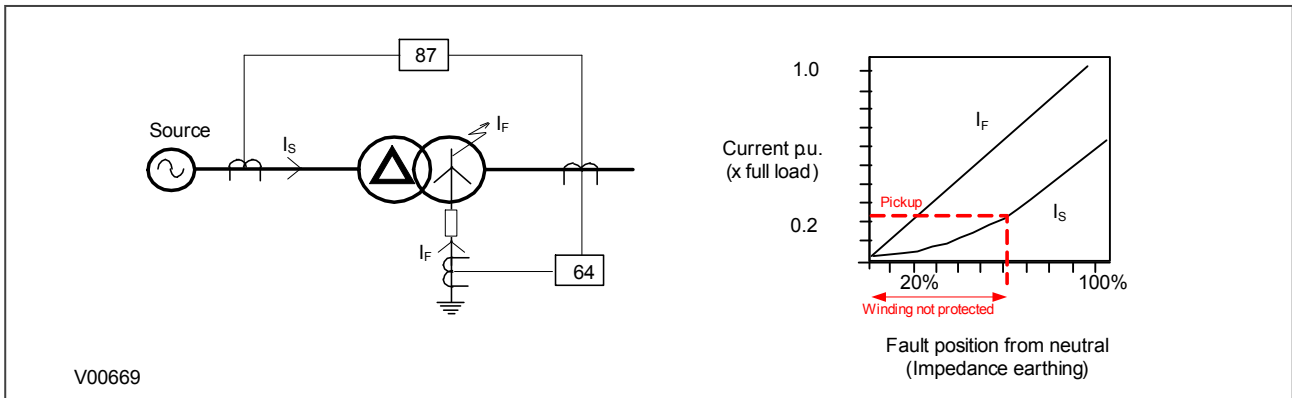 87
Source
I_S
I_F
I_F
64
V00669
1.0
Current p.u.
(x full load)
0.2
Pickup
I_F
I_S
20%
100%
Winding not protected
Fault position from neutral
(Impedance earthing)